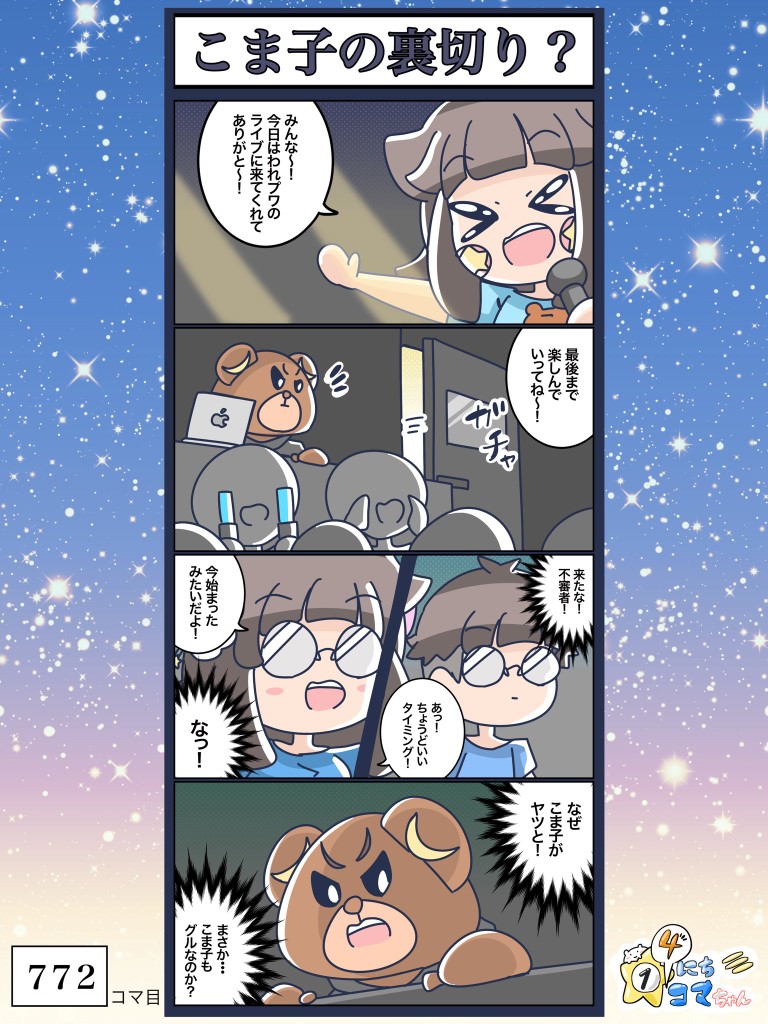 こま子の裏切り？
みんな〜！
今日はわれプワの
ライブに来てくれて
ありがと〜！
最後まで
楽しんで
いってね〜！
ガチャ
来たな！
不審者！
あっ！
ちょうどいい
タイミング！
今始まった
みたいだよ！
なっ！
なぜ
こま子が
ヤツと！
まさか…
こま子も
グルなのか？
772
コマ目
1
にち
4
コマ
ちゃん